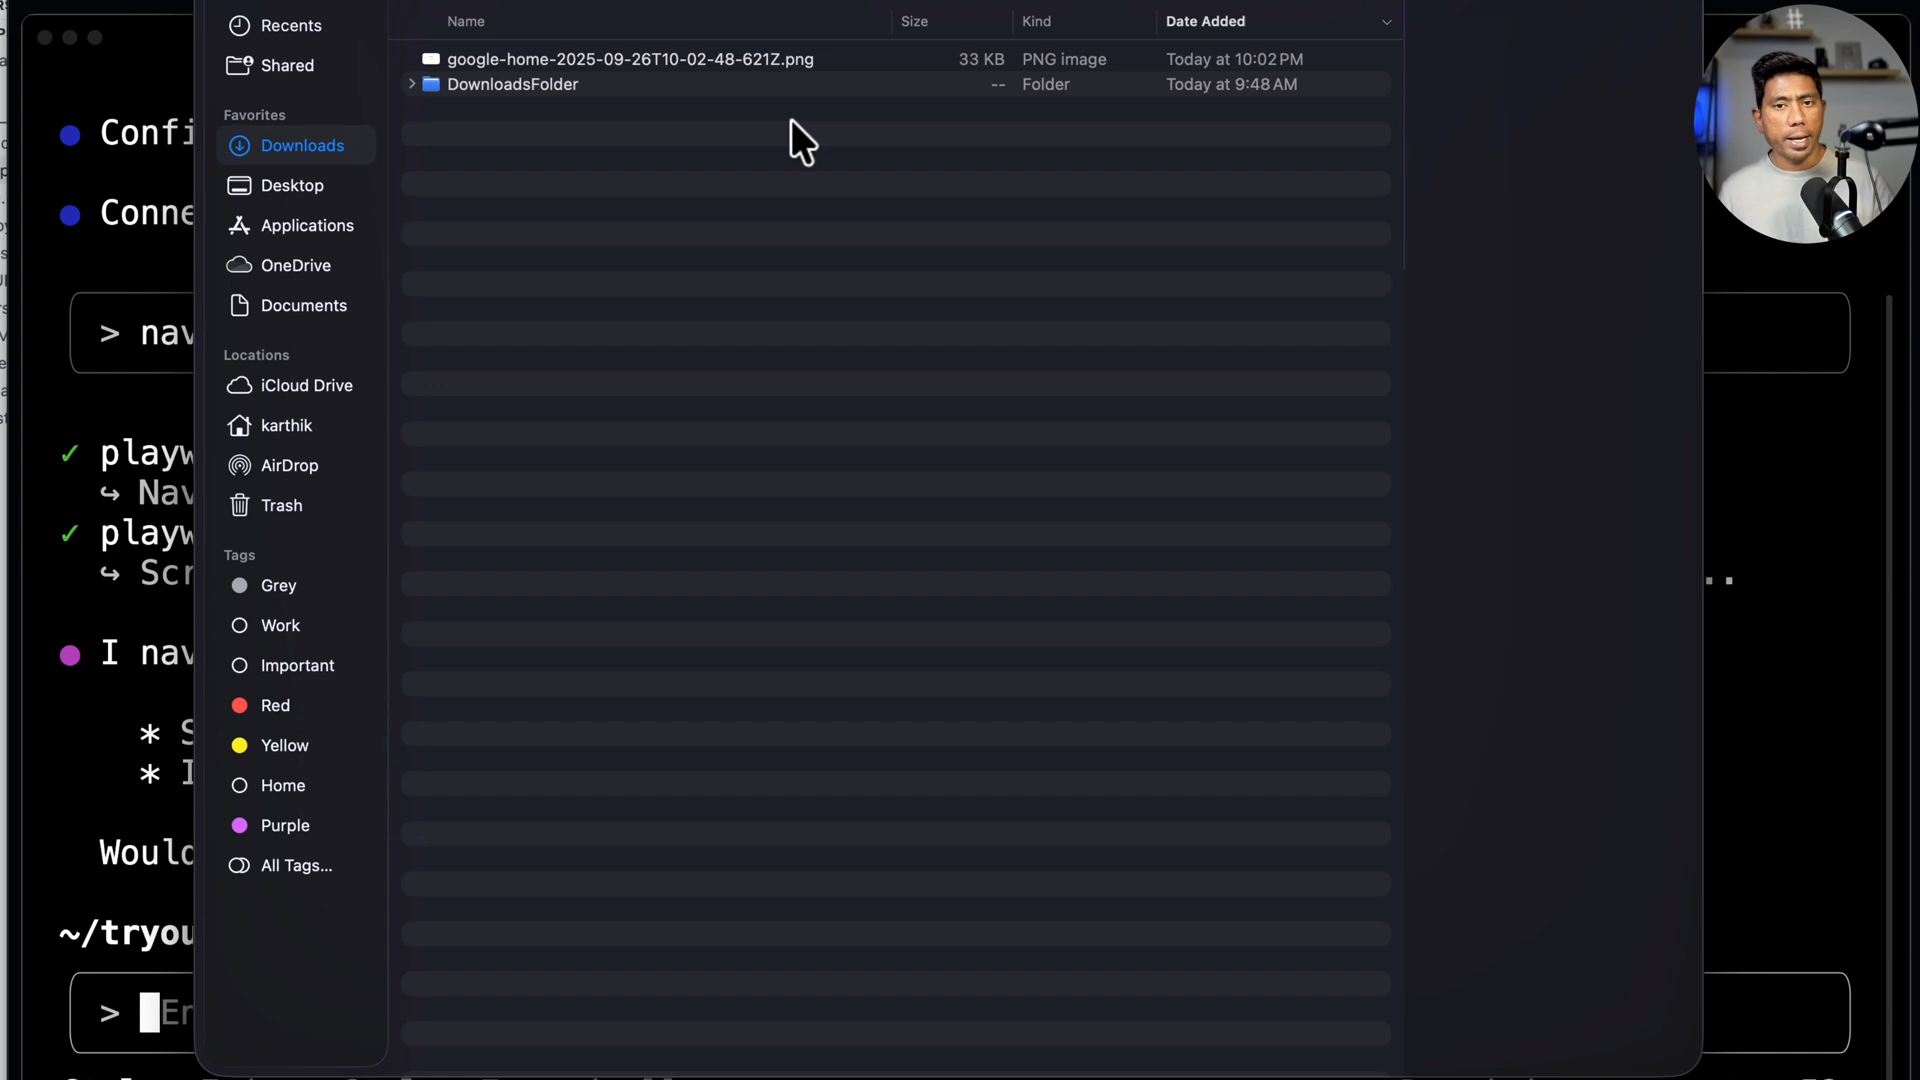 Name Size Kind Date Added
google-home-2025-09-26T10-02-48-621Z.png 33 KB PNG image Today at 10:02 PM
DownloadsFolder -- Folder Today at 9:48 AM
Recents
Shared
Favorites
Downloads
Desktop
Applications
OneDrive
Documents
Locations
iCloud Drive
karthik
AirDrop
Trash
Tags
Grey
Work
Important
Red
Yellow
Home
Purple
All Tags...
Confi
Conne
> nav
✓ playw
↪ Nav
✓ playw
↪ Scr
● I nav
* S
* I
Would
~/tryou
> En